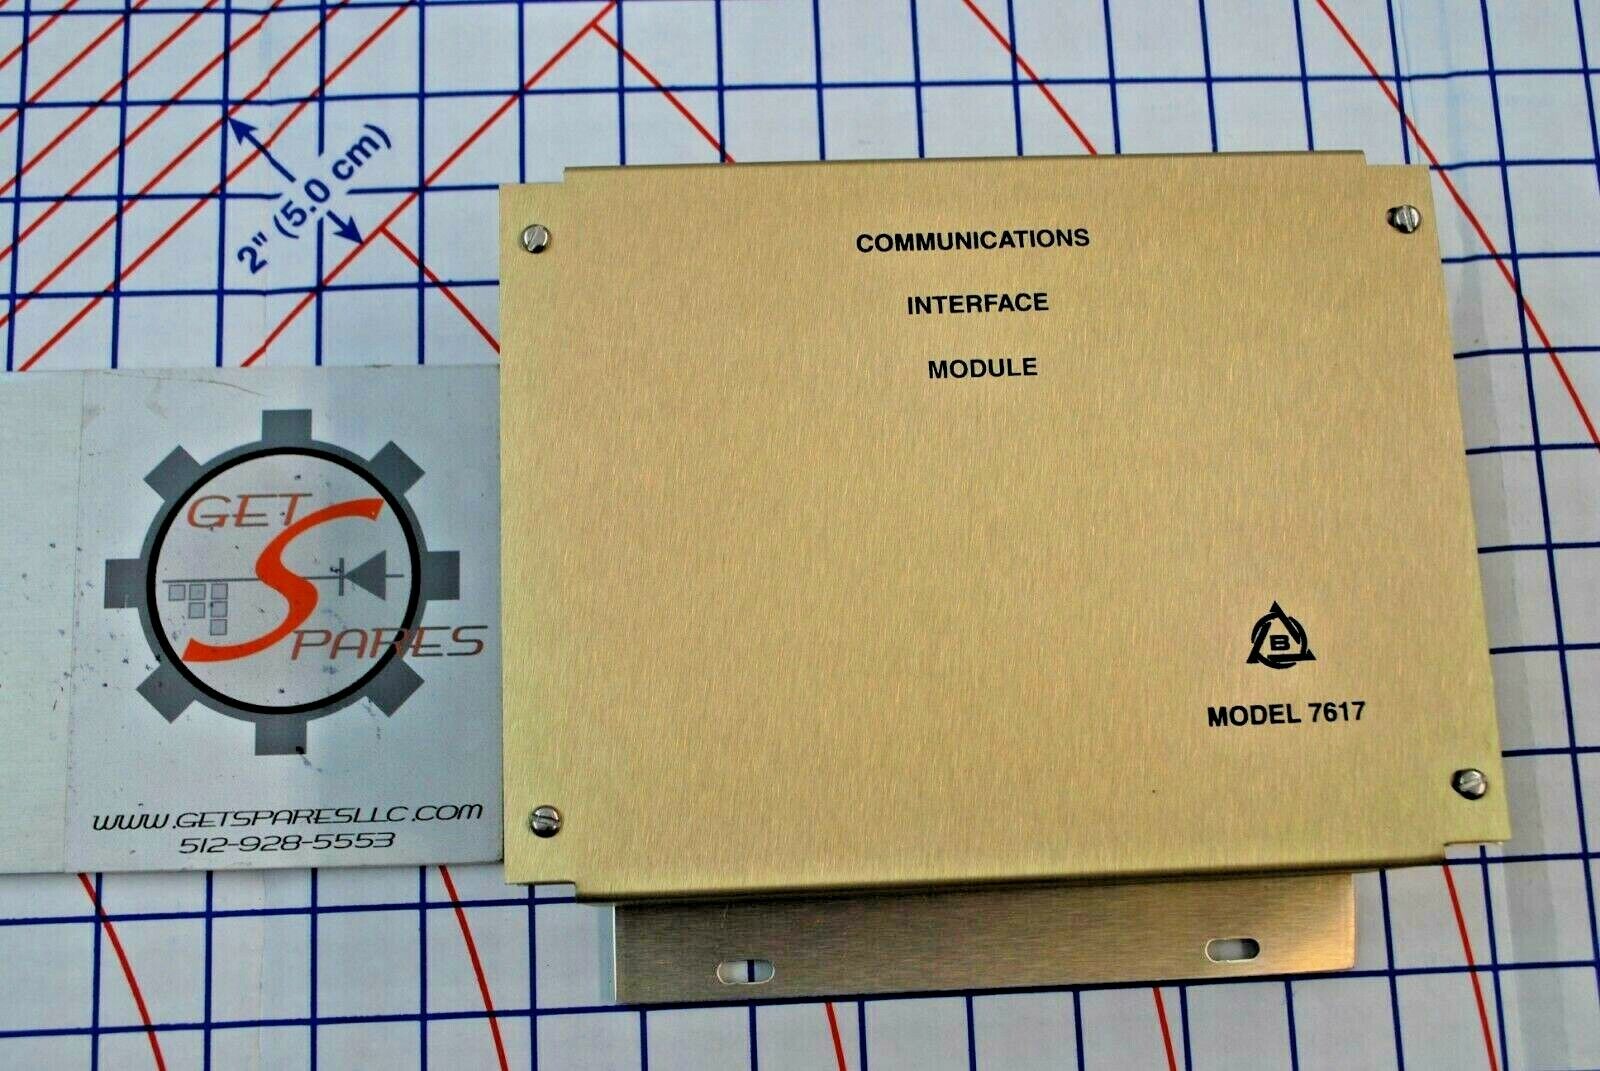 2" (5.0 cm)
COMMUNICATIONS
INTERFACE
MODULE
GET
SPARES
B
MODEL 7617
WWW.GETSPARESLLC.COM
512-928-5553